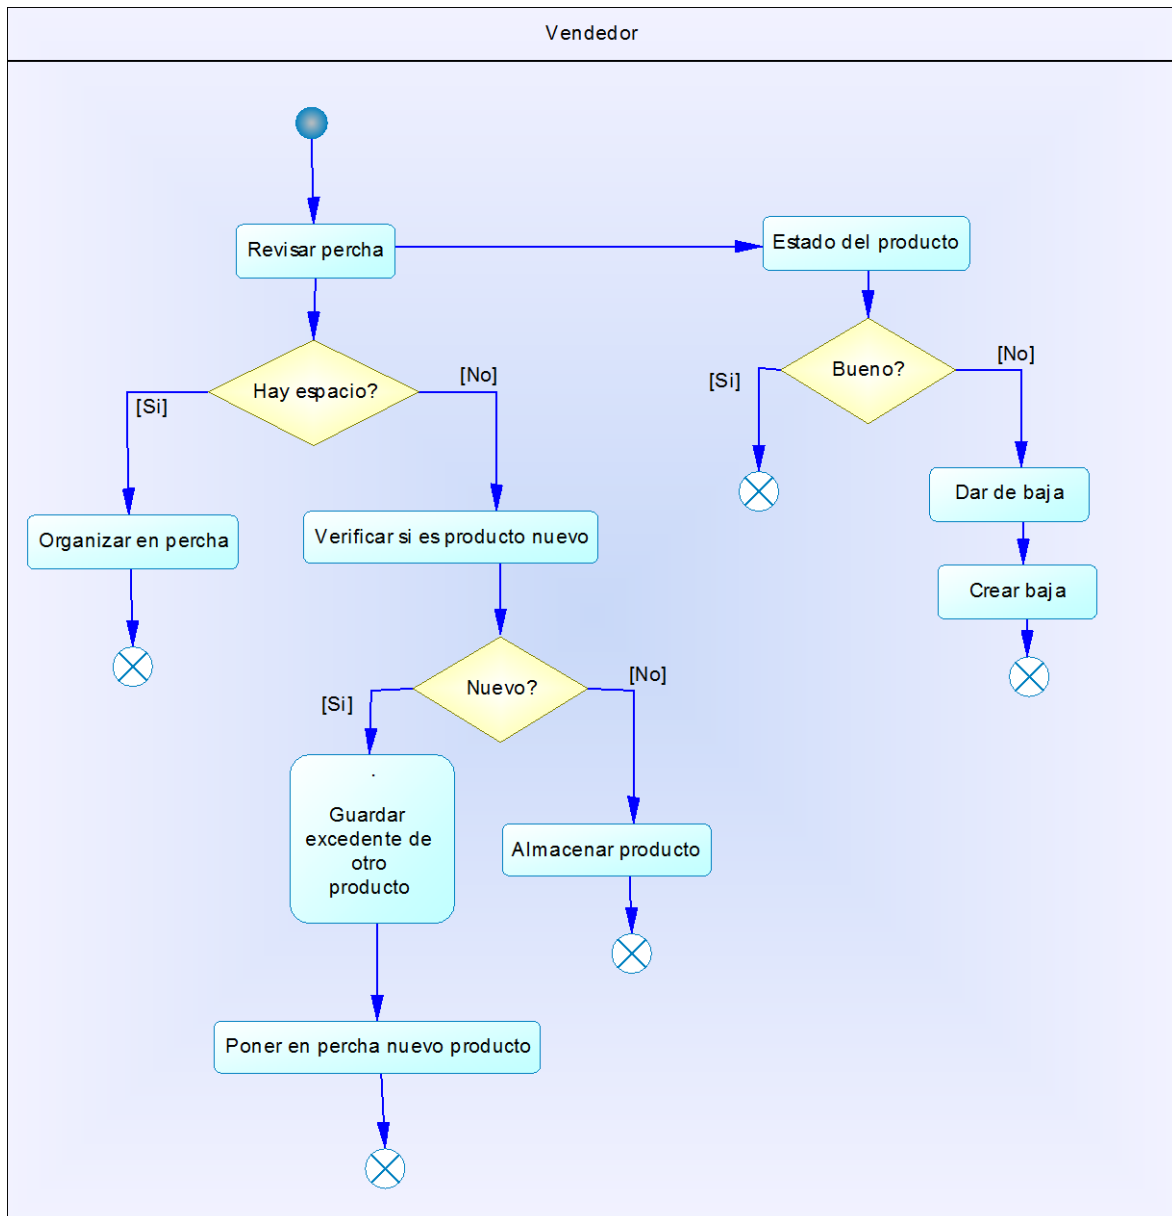 Vendedor
Revisar percha
Estado del producto
Hay espacio?
[Si]
[No]
Bueno?
[Si]
[No]
Organizar en percha
Verificar si es producto nuevo
Dar de baja
Crear baja
Nuevo?
[Si]
[No]
.
Guardar
excedente de
otro
producto
Almacenar producto
Poner en percha nuevo producto